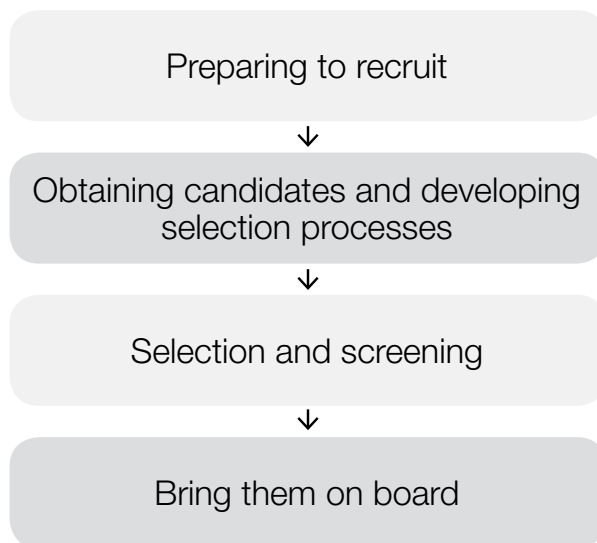 Preparing to recruit
Obtaining candidates and developing
selection processes
Selection and screening
Bring them on board